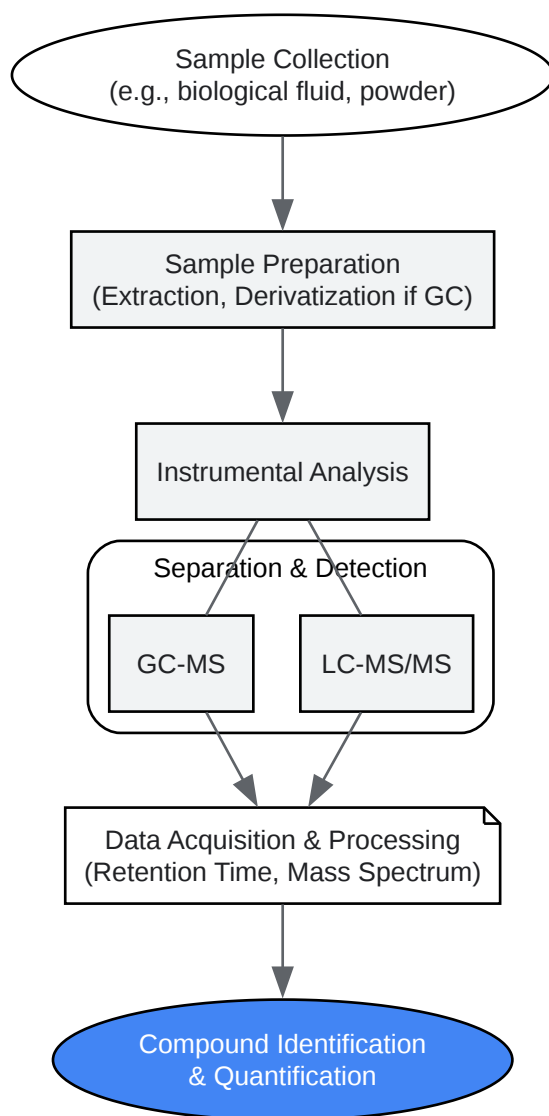 Sample Collection
(e.g., biological fluid, powder)
Sample Preparation
(Extraction, Derivatization if GC)
Instrumental Analysis
Separation & Detection
GC-MS
LC-MS/MS
Data Acquisition & Processing
(Retention Time, Mass Spectrum)
Compound Identification
& Quantification